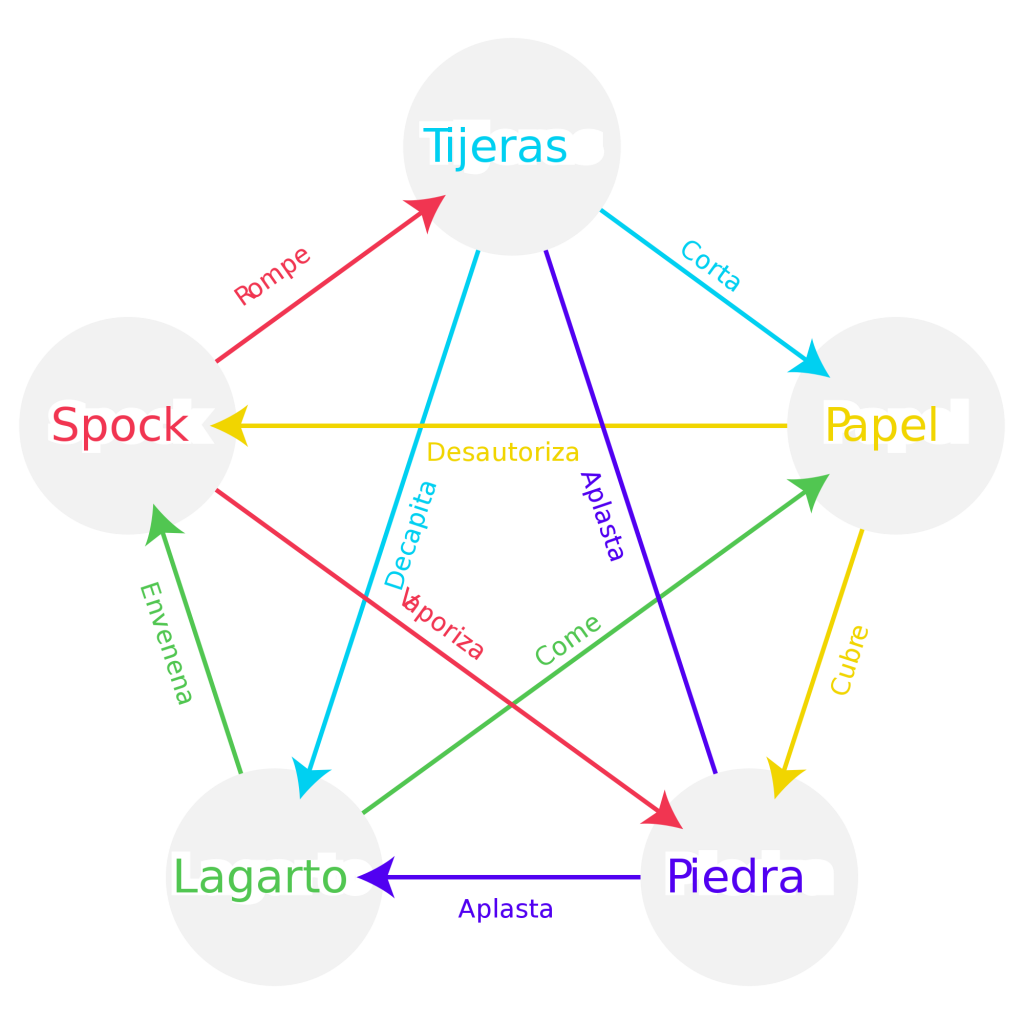 Tijeras
Rompe
Corta
Spock
Papel
Desautoriza
Decapita
Aplasta
Vaporiza
Come
Envenena
Cubre
Lagarto
Piedra
Aplasta